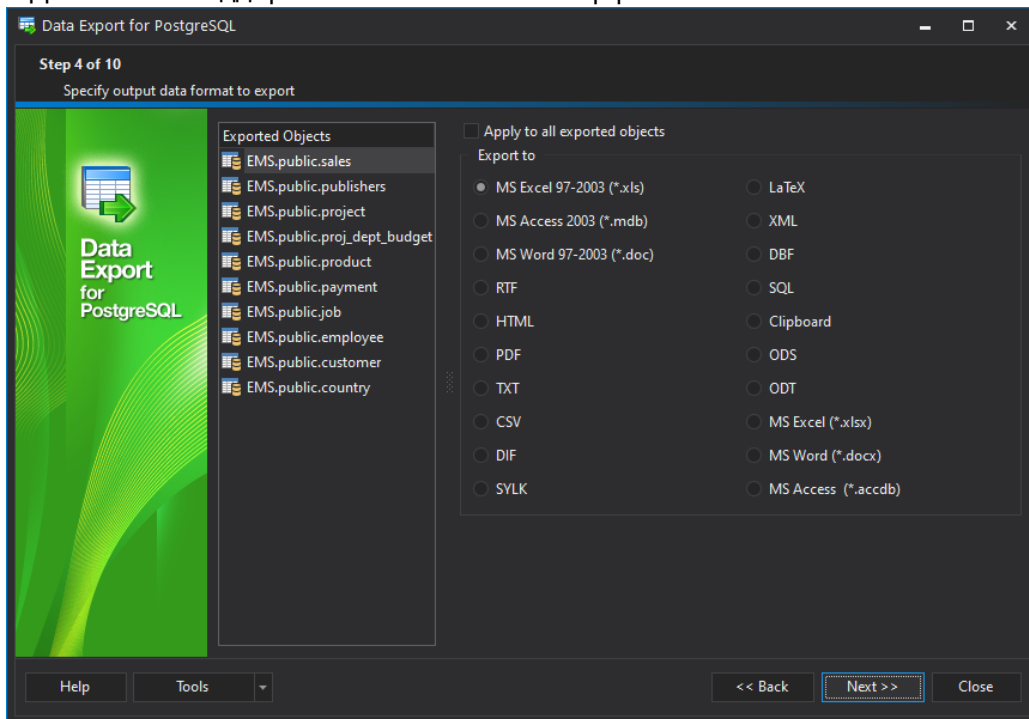 Data Export for PostgreSQL
Step 4 of 10
Specify output data format to export
Data
Export
for
PostgreSQL
Exported Objects
EMS.public.sales
EMS.public.publishers
EMS.public.project
EMS.public.proj_dept_budget
EMS.public.product
EMS.public.payment
EMS.public.job
EMS.public.employee
EMS.public.customer
EMS.public.country
Apply to all exported objects
Export to
MS Excel 97-2003 (*.xls)
MS Access 2003 (*.mdb)
MS Word 97-2003 (*.doc)
RTF
HTML
PDF
TXT
CSV
DIF
SYLK
LaTeX
XML
DBF
SQL
Clipboard
ODS
ODT
MS Excel (*.xlsx)
MS Word (*.docx)
MS Access (*.accdb)
Help
Tools
<< Back
Next >>
Close